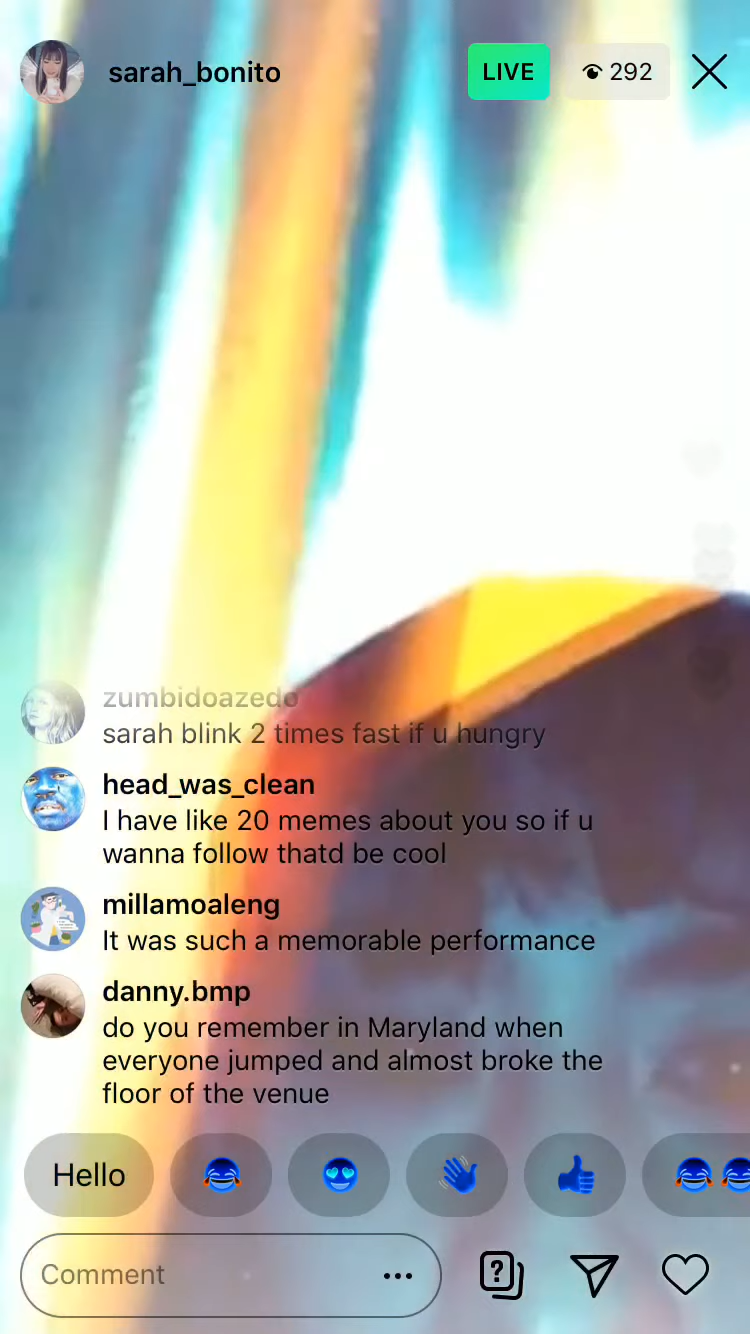 sarah_bonito
LIVE
292
zumbidoazedo
sarah blink 2 times fast if u hungry
head_was_clean
I have like 20 memes about you so if u
wanna follow thatd be cool
millamoaleng
It was such a memorable performance
danny.bmp
do you remember in Maryland when
everyone jumped and almost broke the
floor of the venue
Hello
Comment